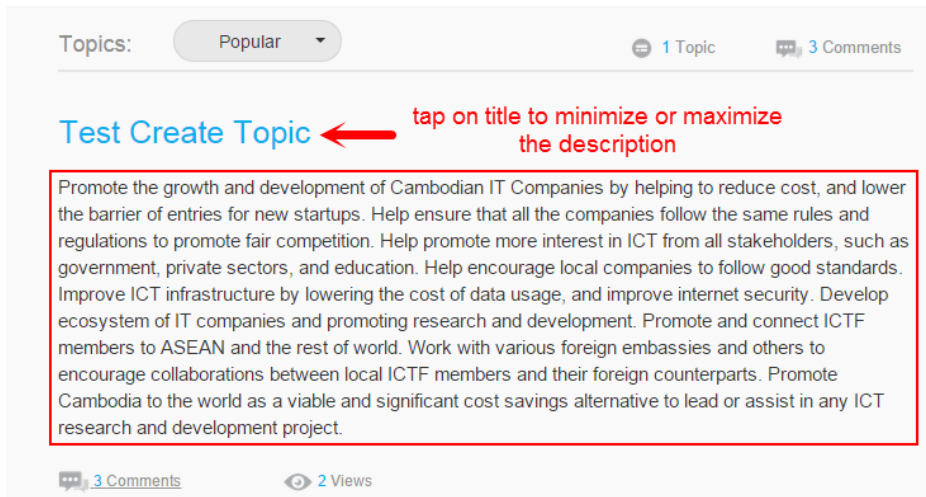 Topics: Popular 1 Topic 3 Comments
Test Create Topic tap on title to minimize or maximize
the description
Promote the growth and development of Cambodian IT Companies by helping to reduce cost, and lower
the barrier of entries for new startups. Help ensure that all the companies follow the same rules and
regulations to promote fair competition. Help promote more interest in ICT from all stakeholders, such as
government, private sectors, and education. Help encourage local companies to follow good standards.
Improve ICT infrastructure by lowering the cost of data usage, and improve internet security. Develop
ecosystem of IT companies and promoting research and development. Promote and connect ICTF
members to ASEAN and the rest of world. Work with various foreign embassies and others to
encourage collaborations between local ICTF members and their foreign counterparts. Promote
Cambodia to the world as a viable and significant cost savings alternative to lead or assist in any ICT
research and development project.
3 Comments 2 Views